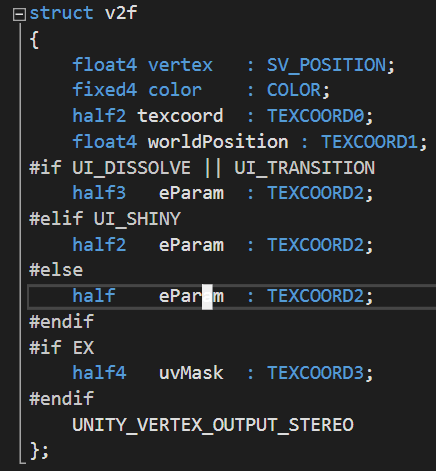 struct v2f
{
    float4 vertex   : SV_POSITION;
    fixed4 color    : COLOR;
    half2 texcoord  : TEXCOORD0;
    float4 worldPosition : TEXCOORD1;
#if UI_DISSOLVE || UI_TRANSITION
    half3   eParam  : TEXCOORD2;
#elif UI_SHINY
    half2   eParam  : TEXCOORD2;
#else
    half    eParam  : TEXCOORD2;
#endif
#if EX
    half4   uvMask  : TEXCOORD3;
#endif
    UNITY_VERTEX_OUTPUT_STEREO
};